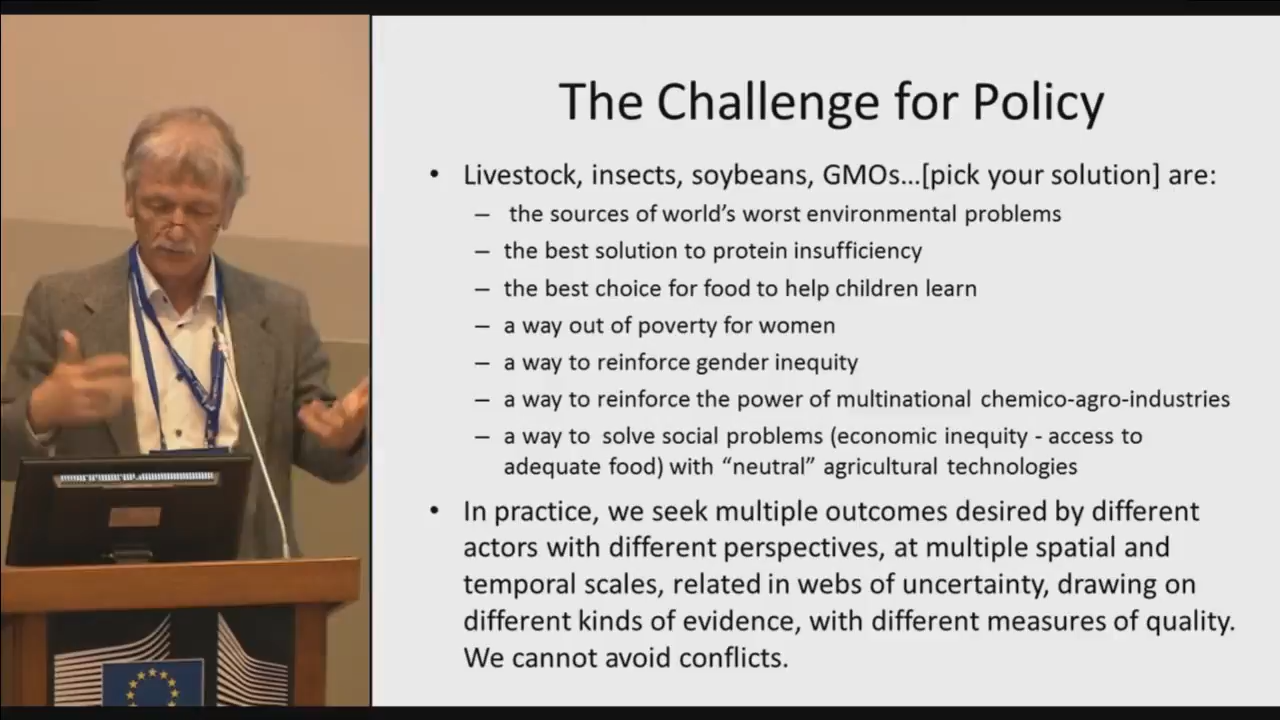 The Challenge for Policy
• Livestock, insects, soybeans, GMOs…[pick your solution] are:
– the sources of world’s worst environmental problems
– the best solution to protein insufficiency
– the best choice for food to help children learn
– a way out of poverty for women
– a way to reinforce gender inequity
– a way to reinforce the power of multinational chemico-agro-industries
– a way to solve social problems (economic inequity - access to
adequate food) with “neutral” agricultural technologies
• In practice, we seek multiple outcomes desired by different
actors with different perspectives, at multiple spatial and
temporal scales, related in webs of uncertainty, drawing on
different kinds of evidence, with different measures of quality.
We cannot avoid conflicts.